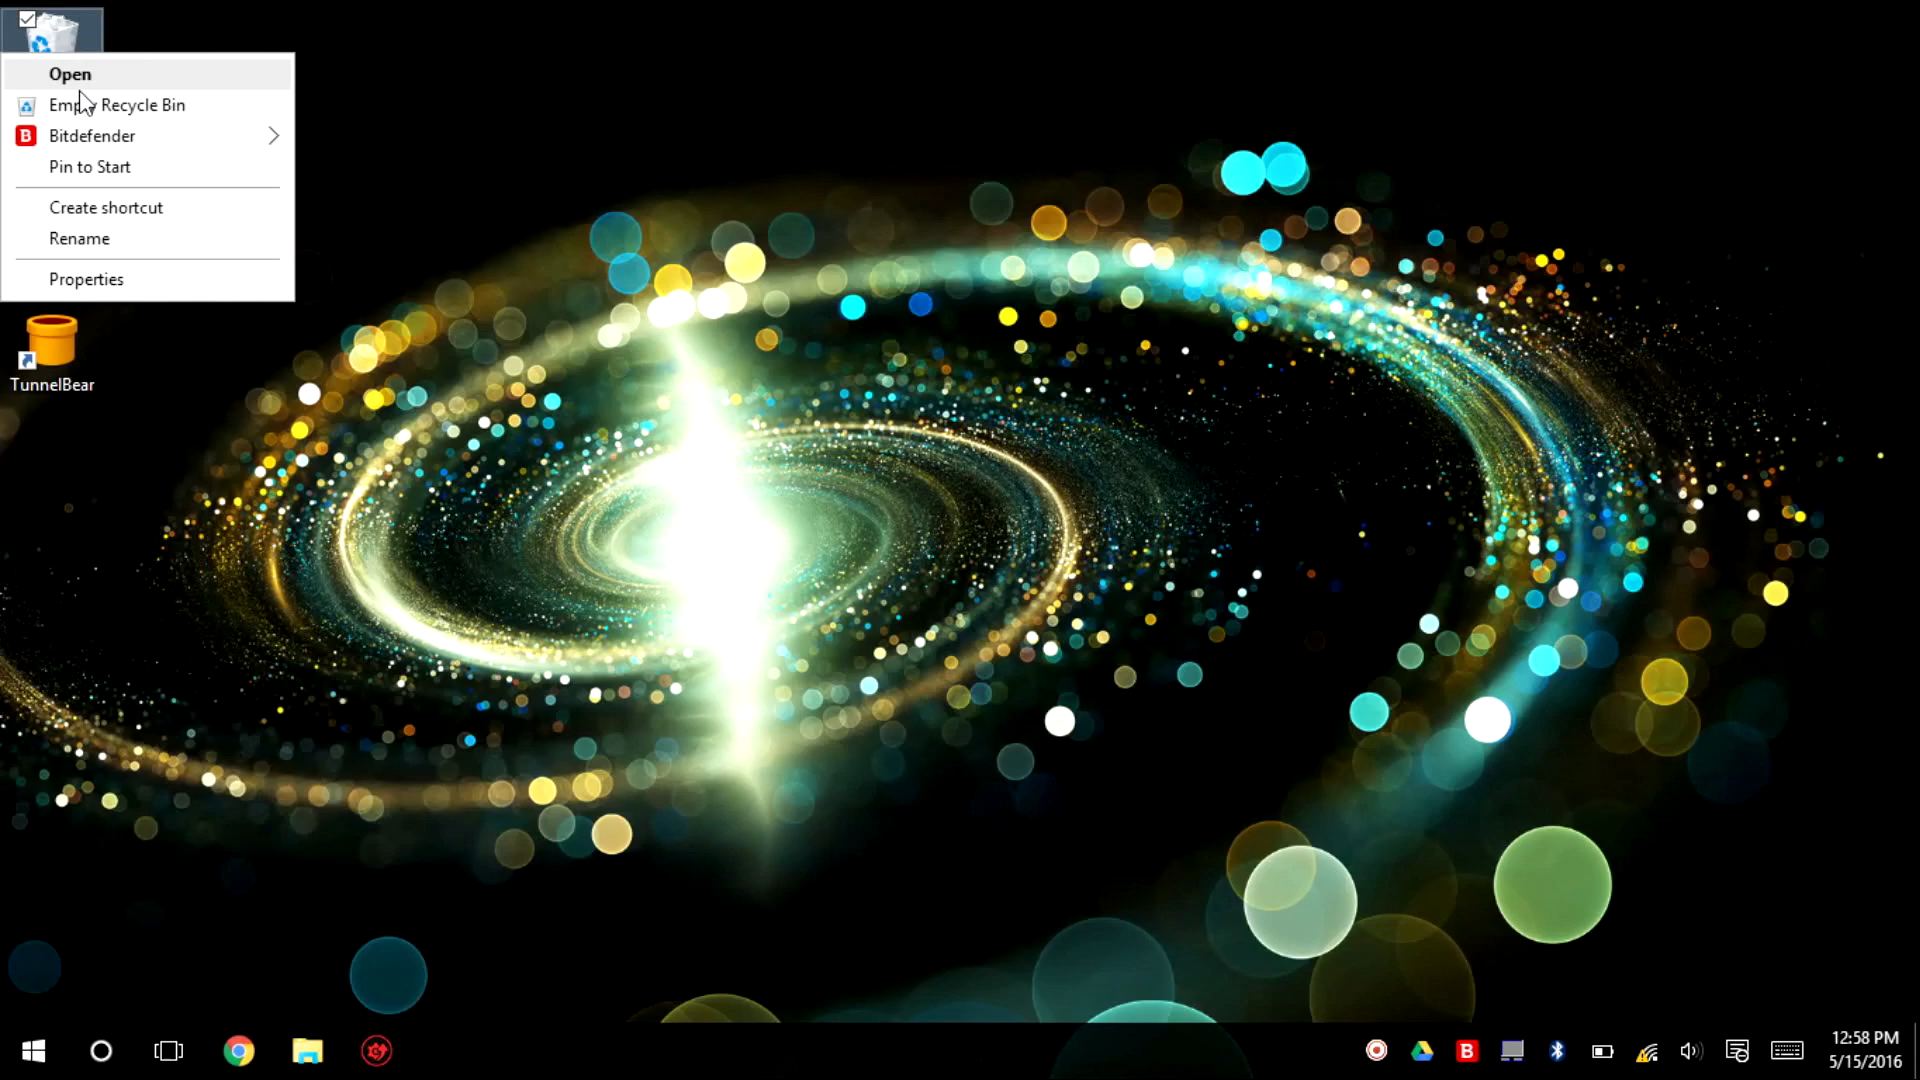 Open
Empty Recycle Bin
B Bitdefender
Pin to Start
Create shortcut
Rename
Properties
TunnelBear
B
12:58 PM
5/15/2016